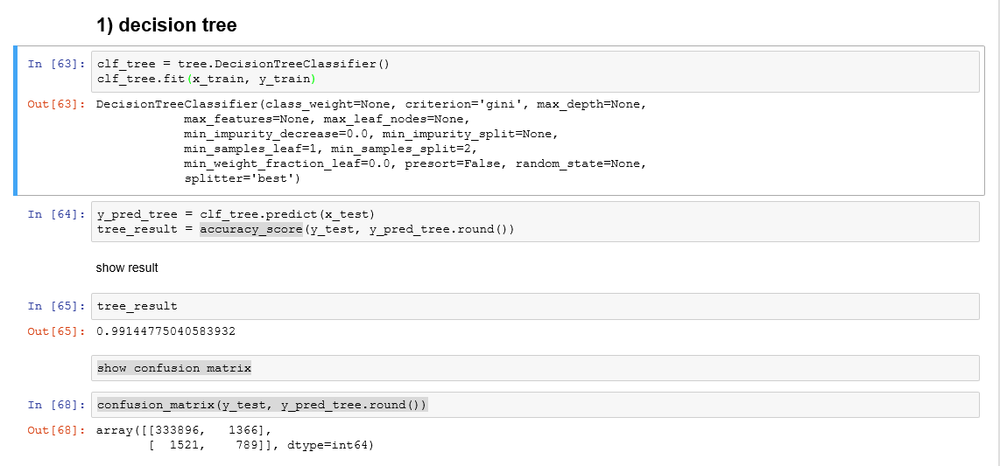 1) decision tree
In [63]: clf_tree = tree.DecisionTreeClassifier()
clf_tree.fit(x_train, y_train)
Out[63]: DecisionTreeClassifier(class_weight=None, criterion='gini', max_depth=None,
max_features=None, max_leaf_nodes=None,
min_impurity_decrease=0.0, min_impurity_split=None,
min_samples_leaf=1, min_samples_split=2,
min_weight_fraction_leaf=0.0, presort=False, random_state=None,
splitter='best')
In [64]: y_pred_tree = clf_tree.predict(x_test)
tree_result = accuracy_score(y_test, y_pred_tree.round())
show result
In [65]: tree_result
Out[65]: 0.99144775040583932
show confusion matrix
In [68]: confusion_matrix(y_test, y_pred_tree.round())
Out[68]: array([[333896, 1366],
[ 1521, 789]], dtype=int64)